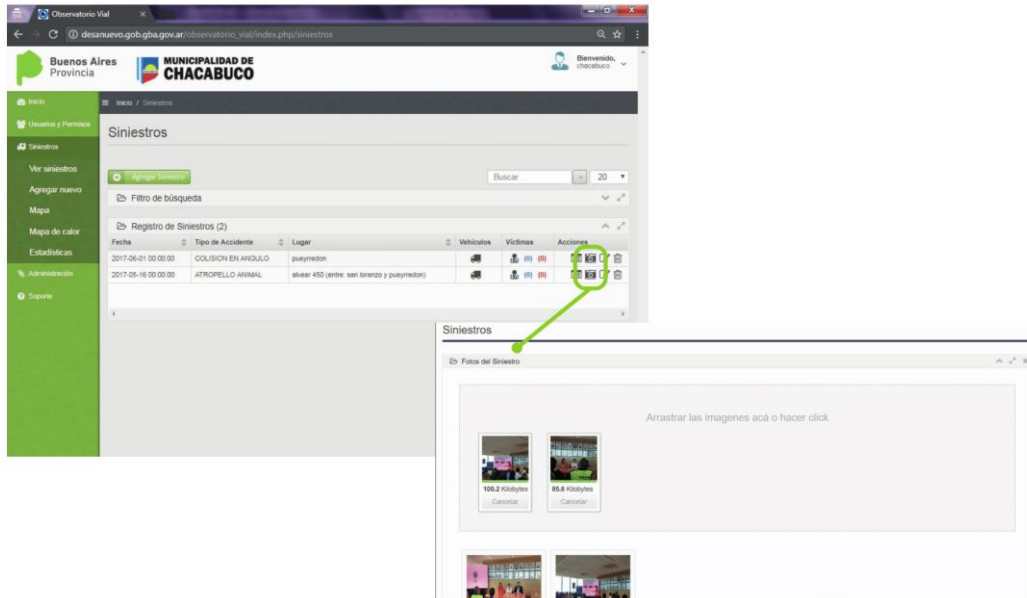 Observatorio Vial
desanuevo.gob.gba.gov.ar/observatorio_vial/index.php/siniestros
Buenos Aires
Provincia
MUNICIPALIDAD DE
CHACABUCO
Bienvenido,
chacabuco
Inicio
Inicio / Siniestros
Usuarios y Permisos
Siniestros
Siniestros
Ver siniestros
Agregar nuevo
Mapa
Mapa de calor
Estadísticas
Administración
Soporte
Agregar Siniestro
Buscar
20
Filtro de búsqueda
Registro de Siniestros (2)
Fecha Tipo de Accidente Lugar Vehículos Víctimas Acciones
2017-06-01 00:00:00 COLISION EN ANGULO pueyrredon (0) (0)
2017-05-16 00:00:00 ATROPELLO ANIMAL alvear 450 (entre: san lorenzo y pueyrredon) (0) (0)
Siniestros
Fotos del Siniestro
Arrastrar las imagenes acá o hacer click
100.2 Kilobytes 95.6 Kilobytes
Cancelar Cancelar